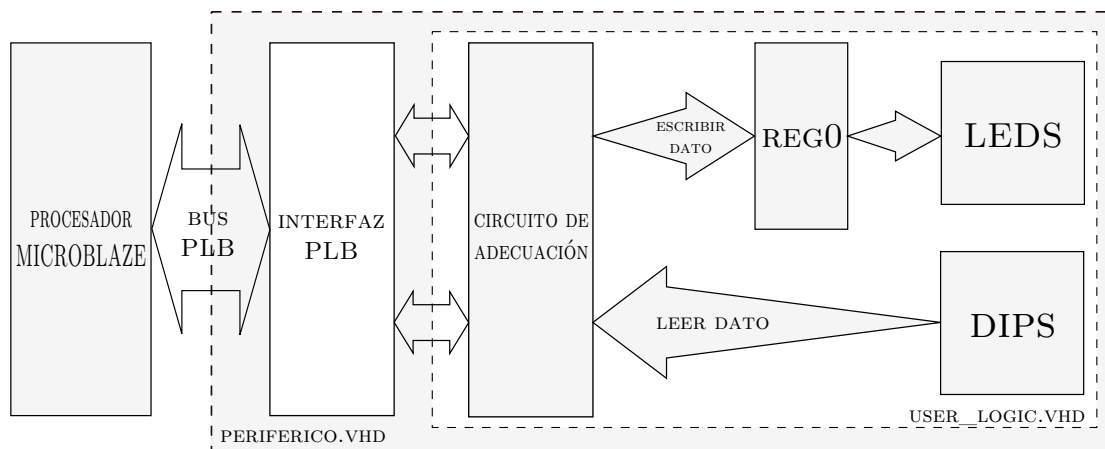 PROCESADOR
MICROBLAZE
BUS
PLB
INTERFAZ
PLB
CIRCUITO DE
ADECUACIÓN
ESCRIBIR
DATO
REG0
LEDS
LEER DATO
DIPS
USER__LOGIC.VHD
PERIFERICO.VHD